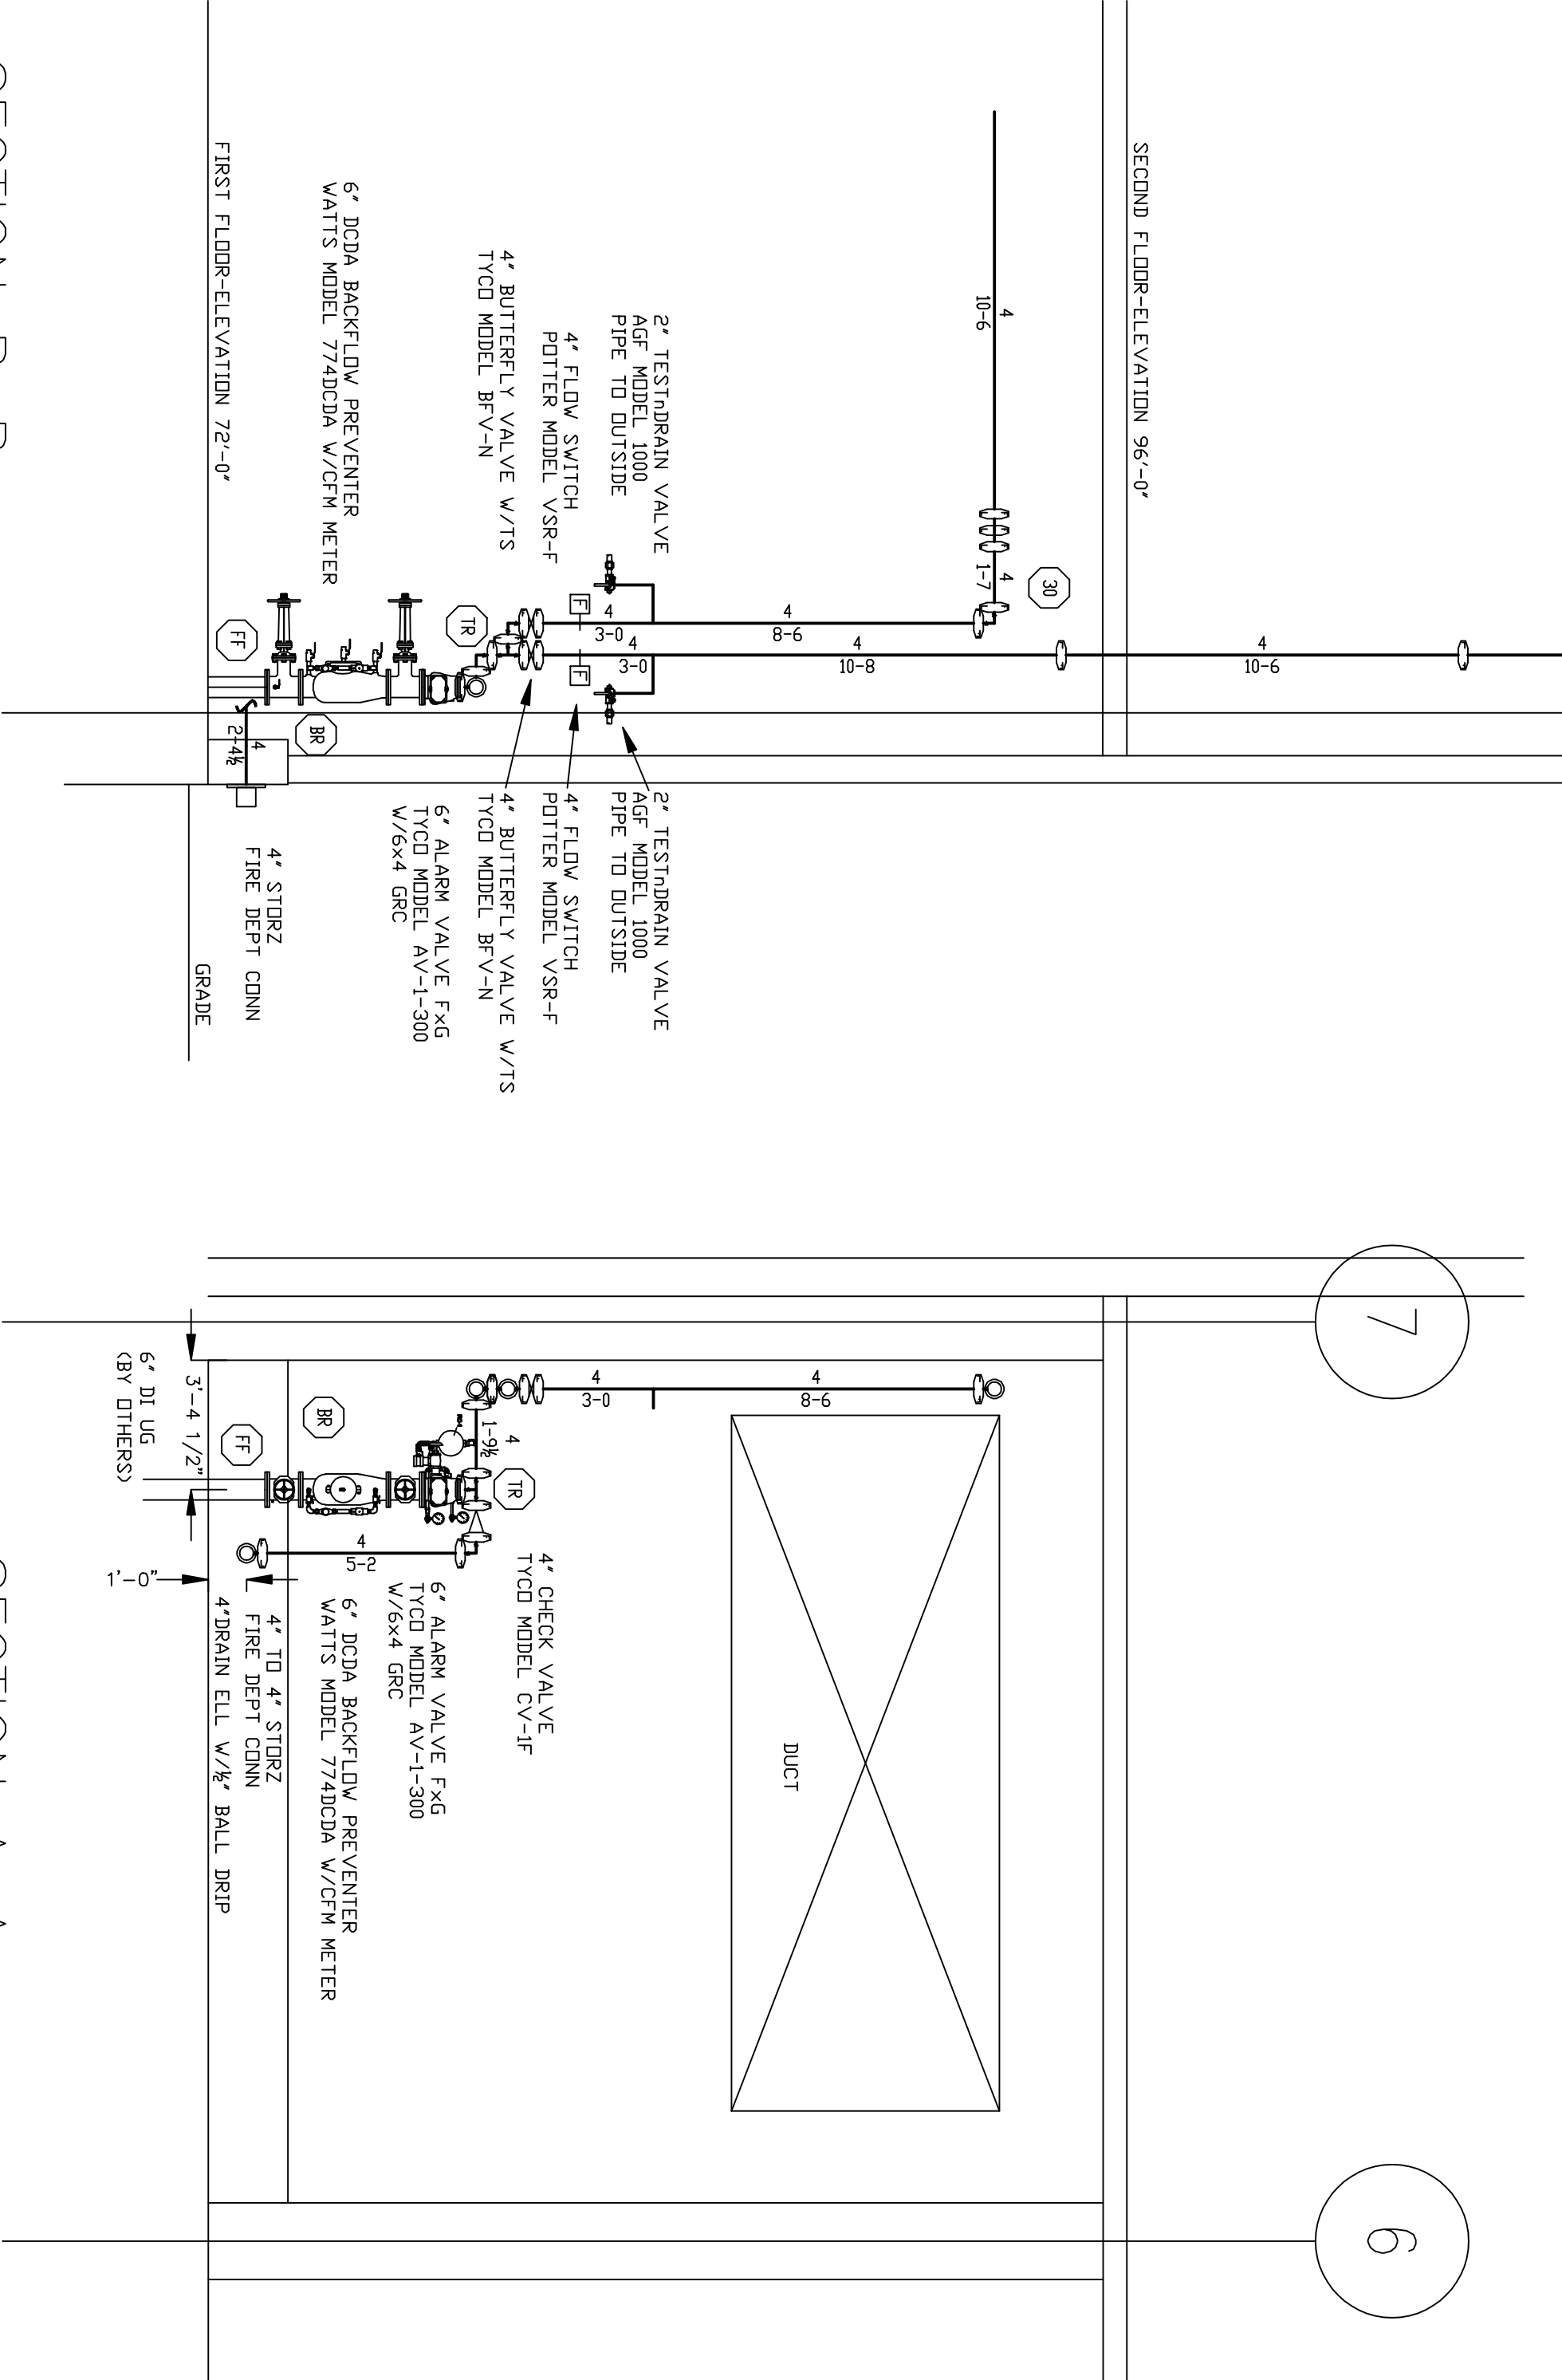 SECOND FLOOR-ELEVATION 96'-0"
4
10-6
4
1-7
30
4
10-6
2" TESTnDRAIN VALVE
AGF MODEL 1000
PIPE TO OUTSIDE
4" FLOW SWITCH
POTTER MODEL VSR-F
4" BUTTERFLY VALVE W/TS
TYCO MODEL BFV-N
4
8-6
4
10-8
F
4
3-0
4
3-0
F
TR
6" DCDA BACKFLOW PREVENTER
WATTS MODEL 774DCDA W/CFM METER
FIRST FLOOR-ELEVATION 72'-0"
FF
BR
4
2-4½
2" TESTnDRAIN VALVE
AGF MODEL 1000
PIPE TO OUTSIDE
4" FLOW SWITCH
POTTER MODEL VSR-F
4" BUTTERFLY VALVE W/TS
TYCO MODEL BFV-N
6" ALARM VALVE FxG
TYCO MODEL AV-1-300
W/6x4 GRC
4" STORZ
FIRE DEPT CONN
GRADE
7
6
4
8-6
4
3-0
DUCT
4
1-9½
TR
BR
FF
4
5-2
4" CHECK VALVE
TYCO MODEL CV-1F
6" ALARM VALVE FxG
TYCO MODEL AV-1-300
W/6x4 GRC
6" DCDA BACKFLOW PREVENTER
WATTS MODEL 774DCDA W/CFM METER
4" TO 4" STORZ
FIRE DEPT CONN
4"DRAIN ELL W/½" BALL DRIP
3'-4 1/2"
6" DI UG
(BY OTHERS)
1'-0"